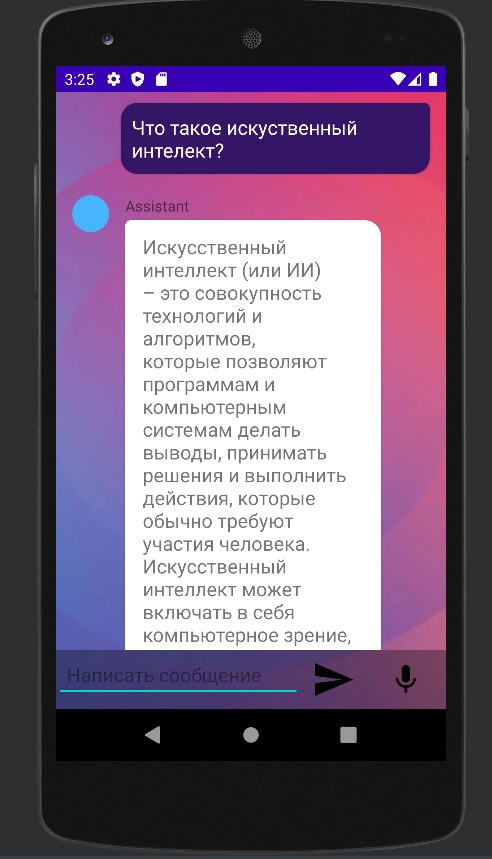 3:25
Что такое искуственный
интелект?
Assistant
Искусственный
интеллект (или ИИ)
– это совокупность
технологий и
алгоритмов,
которые позволяют
программам и
компьютерным
системам делать
выводы, принимать
решения и выполнить
действия, которые
обычно требуют
участия человека.
Искусственный
интеллект может
включать в себя
компьютерное зрение,
Написать сообщение